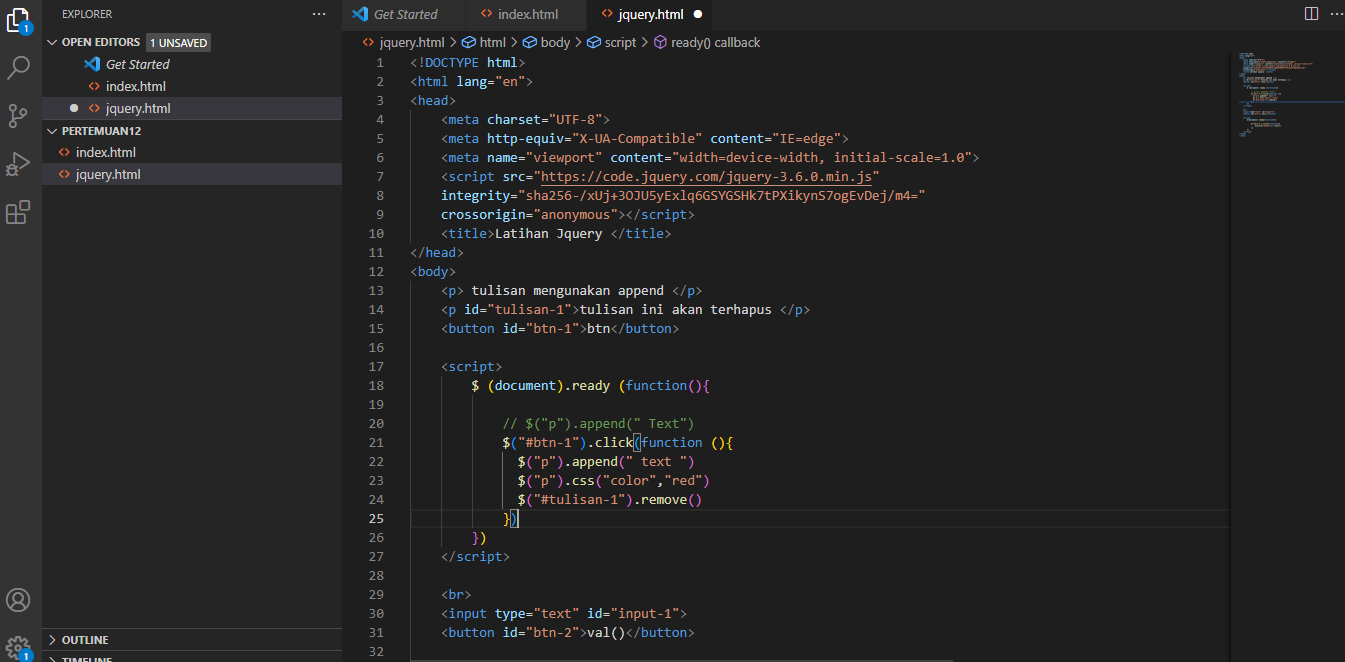 EXPLORER
Get Started
index.html
jquery.html
OPEN EDITORS 1 UNSAVED
Get Started
index.html
jquery.html
PERTEMUAN12
index.html
jquery.html
OUTLINE
TIMELINE
1
1
jquery.html > html > body > script > ready() callback
1 <!DOCTYPE html>
2 <html lang="en">
3 <head>
4 <meta charset="UTF-8">
5 <meta http-equiv="X-UA-Compatible" content="IE=edge">
6 <meta name="viewport" content="width=device-width, initial-scale=1.0">
7 <script src="https://code.jquery.com/jquery-3.6.0.min.js"
8 integrity="sha256-/xUj+3OJU5yExlq6GSYGSHk7tPXikynS7ogEvDej/m4="
9 crossorigin="anonymous"></script>
10 <title>Latihan Jquery </title>
11 </head>
12 <body>
13 <p> tulisan mengunakan append </p>
14 <p id="tulisan-1">tulisan ini akan terhapus </p>
15 <button id="btn-1">btn</button>
16
17 <script>
18 $ (document).ready (function(){
19
20 // $("p").append(" Text")
21 $("#btn-1").click(function (){
22 $("p").append(" text ")
23 $("p").css("color","red")
24 $("#tulisan-1").remove()
25 })
26 })
27 </script>
28
29 <br>
30 <input type="text" id="input-1">
31 <button id="btn-2">val()</button>
32